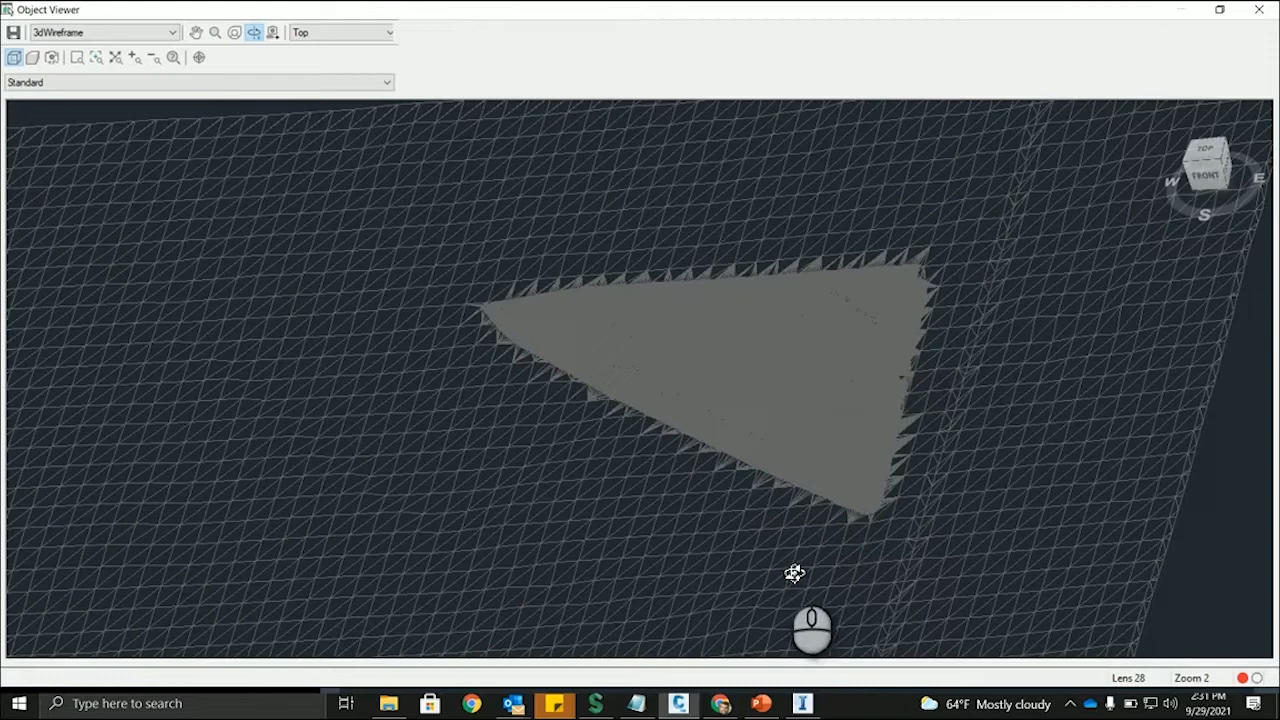 Object Viewer
3dWireframe
Top
Standard
TOP
FRONT
W
E
S
Lens 28
Zoom 2
Type here to search
64°F Mostly cloudy
2:31 PM
9/29/2021